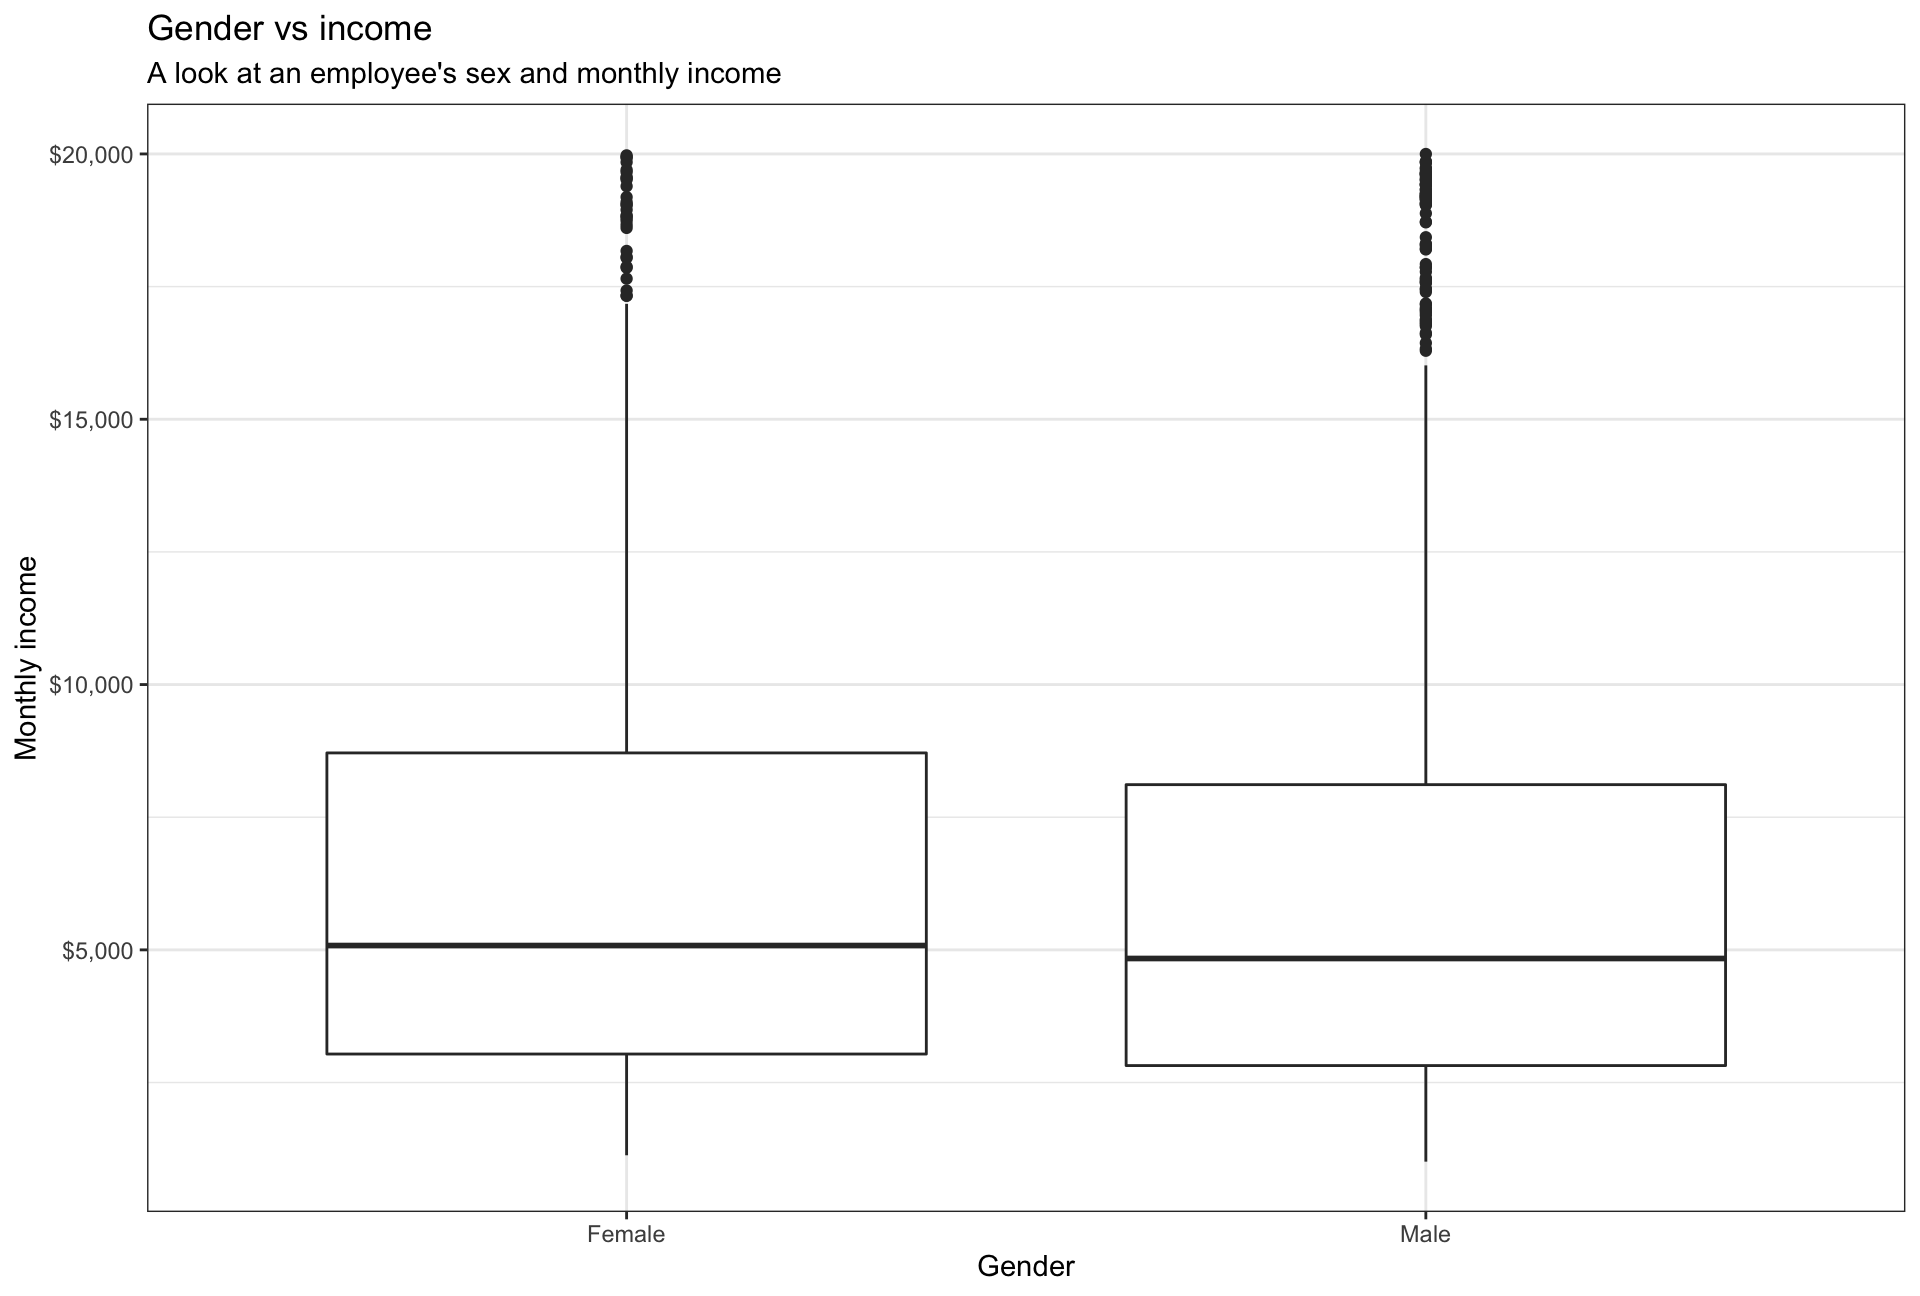 Gender vs income
A look at an employee's sex and monthly income
Monthly income
$20,000
$15,000
$10,000
$5,000
Female
Male
Gender